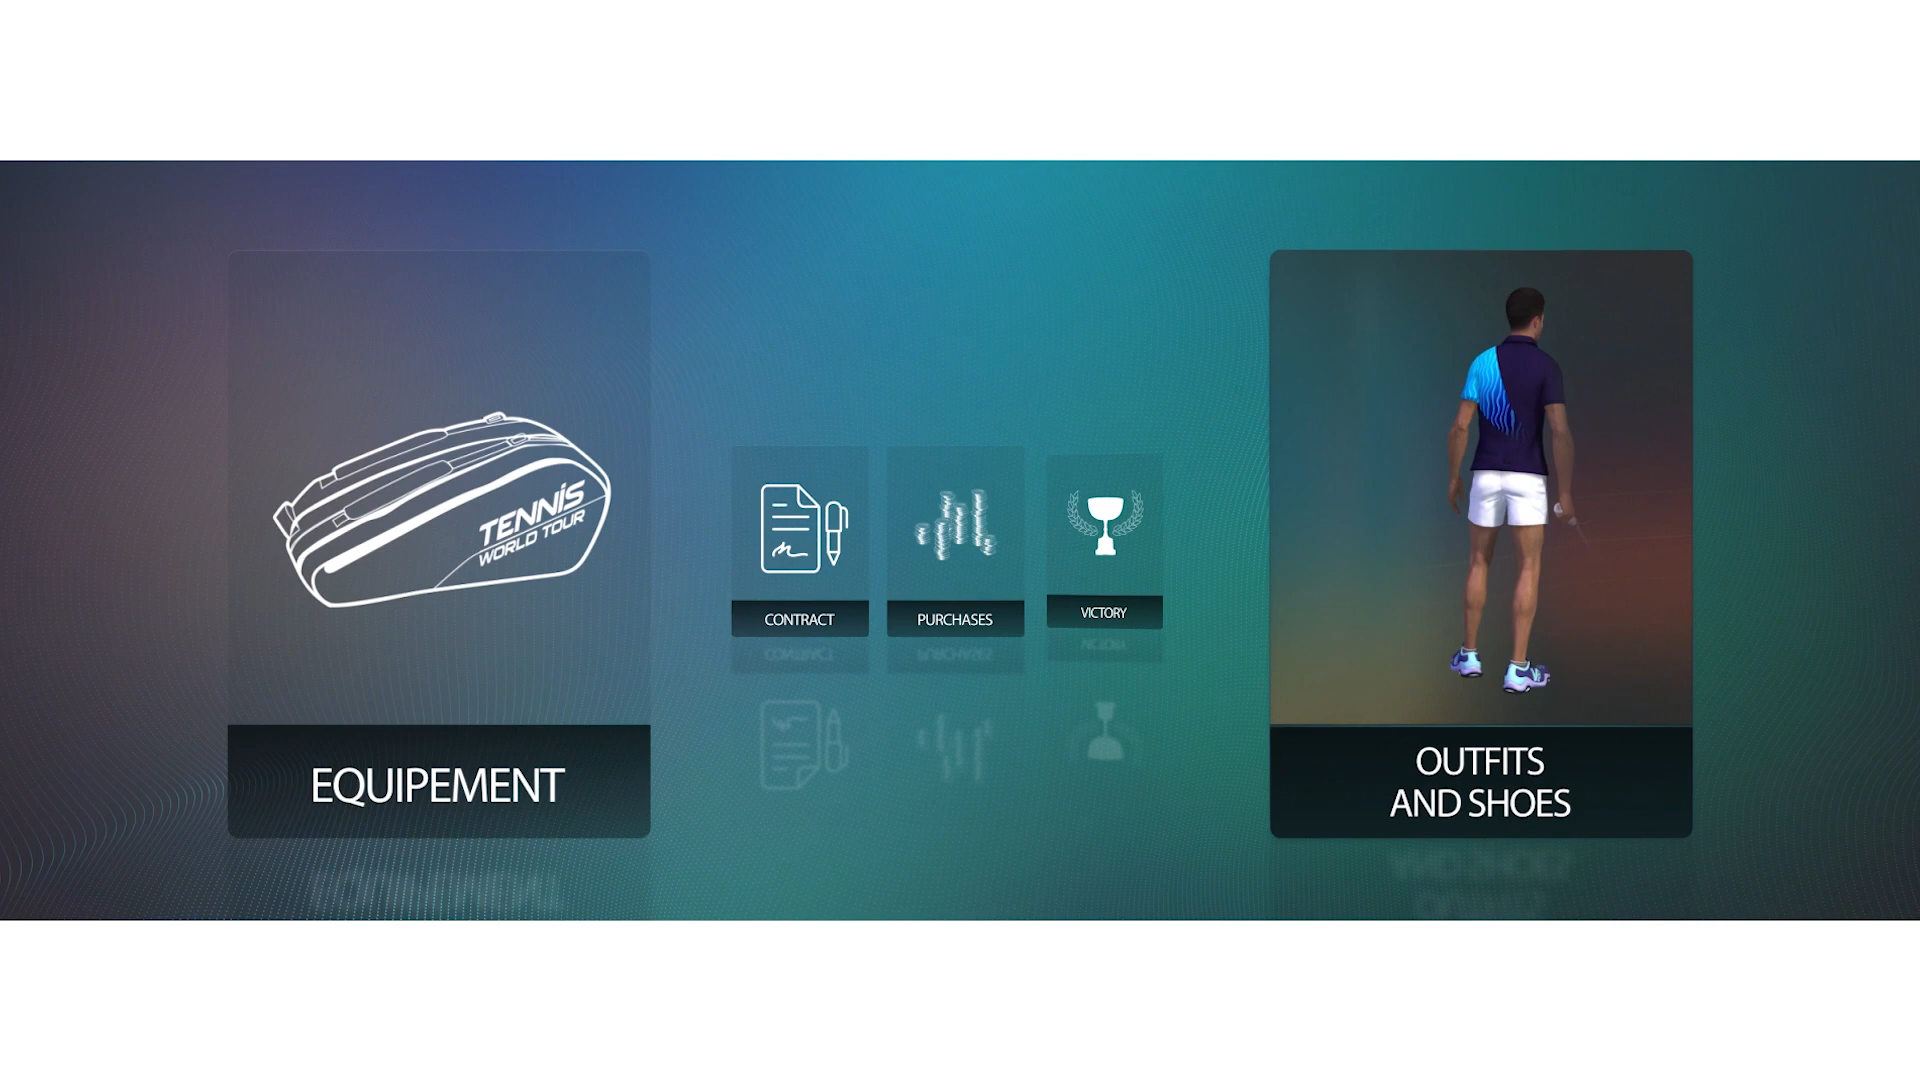 TENNIS
WORLD TOUR
EQUIPEMENT
CONTRACT
PURCHASES
VICTORY
OUTFITS
AND SHOES